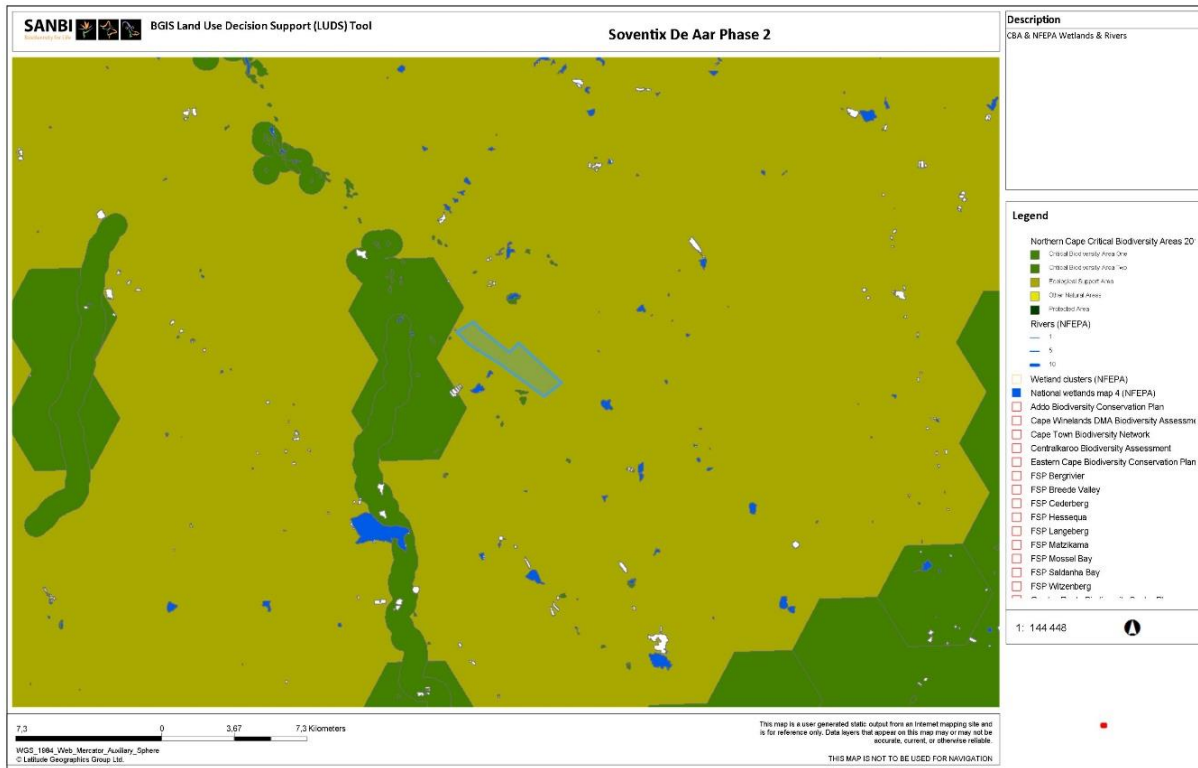 SANBI
Biodiversity for Life
BGIS Land Use Decision Support (LUDS) Tool
Soventix De Aar Phase 2
Description
CBA & NFEPA Wetlands & Rivers
Legend
Northern Cape Critical Biodiversity Areas 20
Critical Biodiversity Area One
Critical Biodiversity Area Two
Ecological Support Area
Other Natural Areas
Protected Area
Rivers (NFEPA)
1
5
10
Wetland clusters (NFEPA)
National wetlands map 4 (NFEPA)
Addo Biodiversity Conservation Plan
Cape Winelands DMA Biodiversity Assessme
Cape Town Biodiversity Network
Centralkaroo Biodiversity Assessment
Eastern Cape Biodiversity Conservation Plan
FSP Bergrivier
FSP Breede Valley
FSP Cederberg
FSP Hessequa
FSP Langeberg
FSP Matzikama
FSP Mossel Bay
FSP Saldanha Bay
FSP Witzenberg
1: 144 448
7,3 0 3,67 7,3 Kilometers
WGS_1984_Web_Mercator_Auxiliary_Sphere
© Latitude Geographics Group Ltd.
This map is a user generated static output from an Internet mapping site and
is for reference only. Data layers that appear on this map may or may not be
accurate, current, or otherwise reliable.
THIS MAP IS NOT TO BE USED FOR NAVIGATION